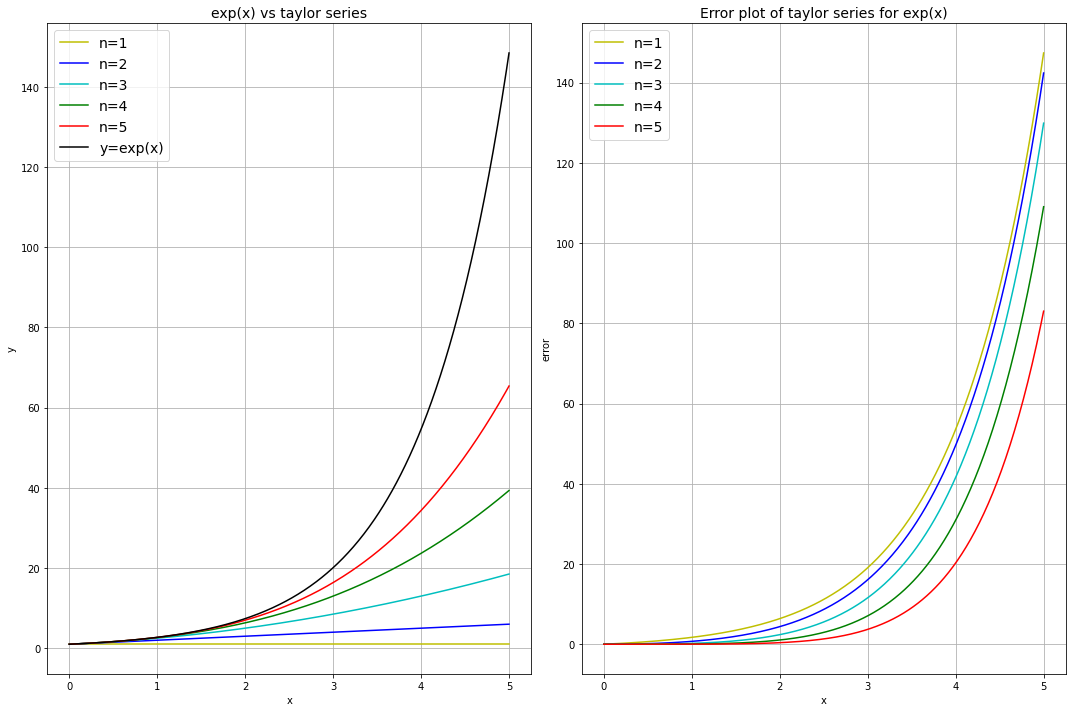 exp(x) vs taylor series
n=1
n=2
n=3
n=4
n=5
y=exp(x)
140
120
100
80
60
40
20
0
y
0 1 2 3 4 5
x
Error plot of taylor series for exp(x)
n=1
n=2
n=3
n=4
n=5
140
120
100
80
60
40
20
0
error
0 1 2 3 4 5
x